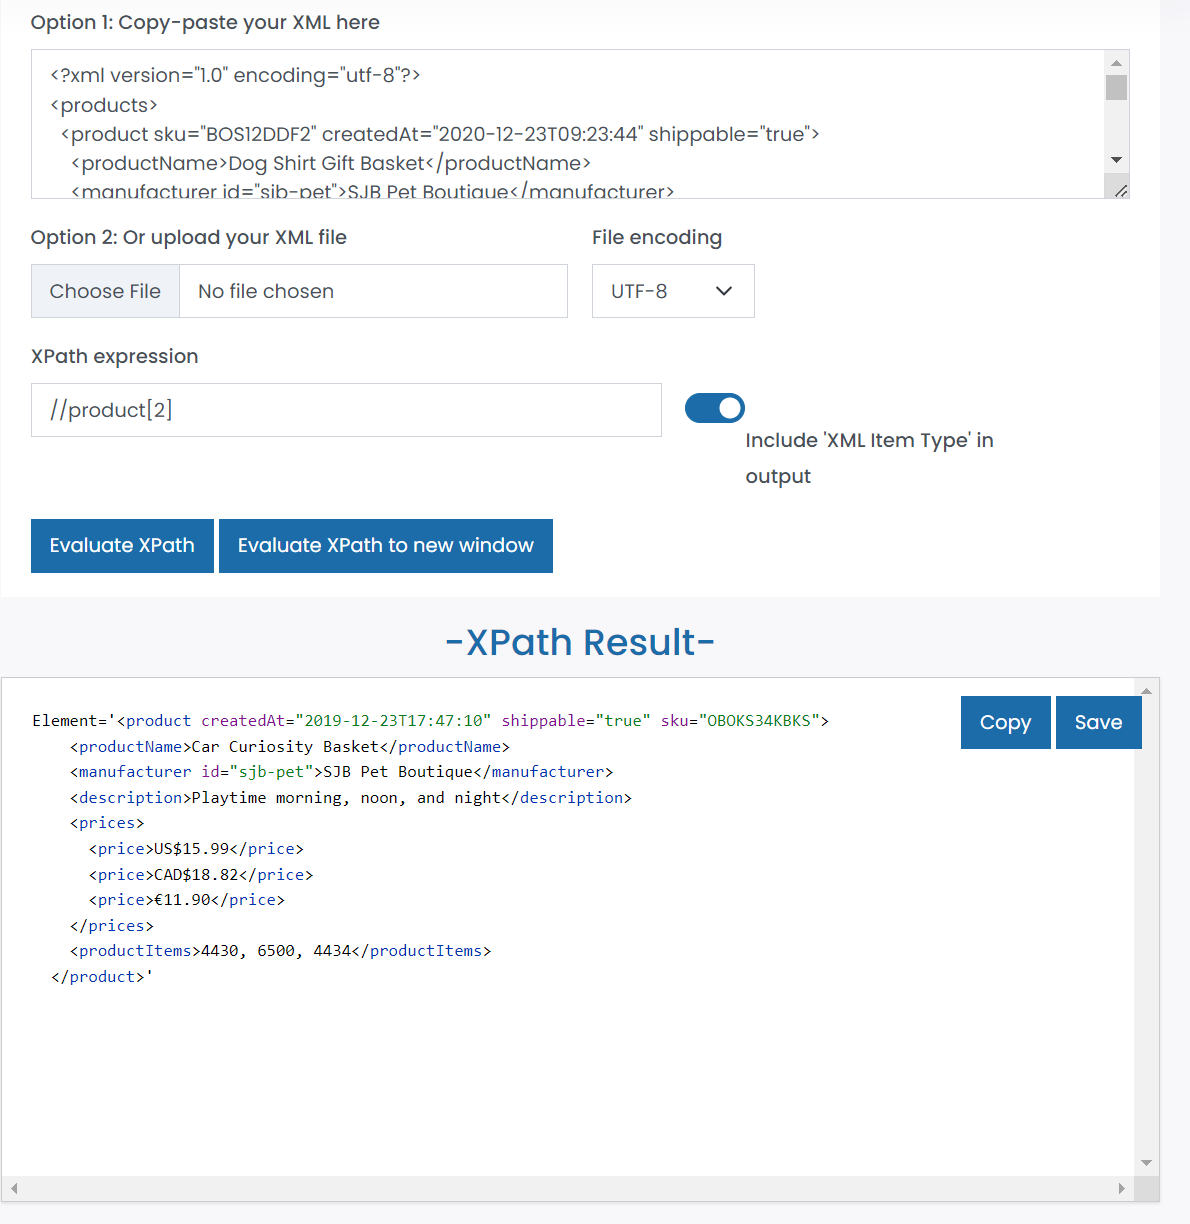 Option 1: Copy-paste your XML here
<?xml version="1.0" encoding="utf-8"?>
<products>
<product sku="BOS12DDF2" createdAt="2020-12-23T09:23:44" shippable="true">
<productName>Dog Shirt Gift Basket</productName>
<manufacturer id="sjb-pet">SJB Pet Boutique</manufacturer>
Option 2: Or upload your XML file
File encoding
Choose File
No file chosen
UTF-8
XPath expression
//product[2]
Include 'XML Item Type' in
output
Evaluate XPath
Evaluate XPath to new window
-XPath Result-
Copy
Save
Element='<product createdAt="2019-12-23T17:47:10" shippable="true" sku="OBOKS34KBKS">
<productName>Car Curiosity Basket</productName>
<manufacturer id="sjb-pet">SJB Pet Boutique</manufacturer>
<description>Playtime morning, noon, and night</description>
<prices>
<price>US$15.99</price>
<price>CAD$18.82</price>
<price>€11.90</price>
</prices>
<productItems>4430, 6500, 4434</productItems>
</product>'